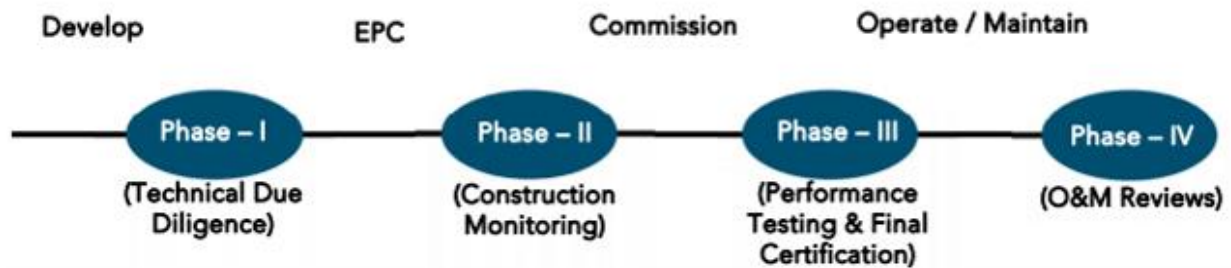 Develop
EPC
Commission
Operate / Maintain
Phase – I
Phase – II
Phase – III
Phase – IV
(Technical Due
Diligence)
(Construction
Monitoring)
(Performance
Testing & Final
Certification)
(O&M Reviews)